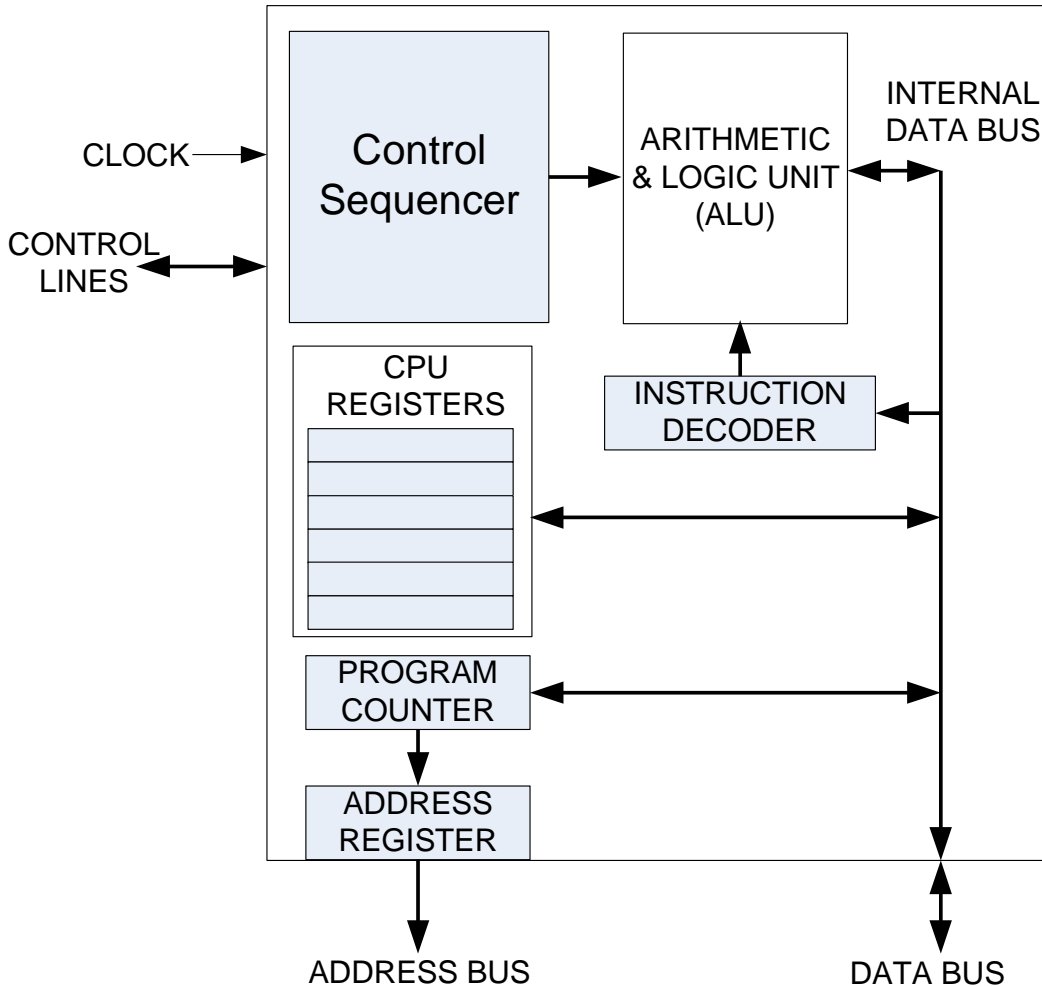 Control
Sequencer
ARITHMETIC
& LOGIC UNIT
(ALU)
INTERNAL
DATA BUS
CLOCK
CONTROL
LINES
CPU
REGISTERS
INSTRUCTION
DECODER
PROGRAM
COUNTER
ADDRESS
REGISTER
ADDRESS BUS
DATA BUS